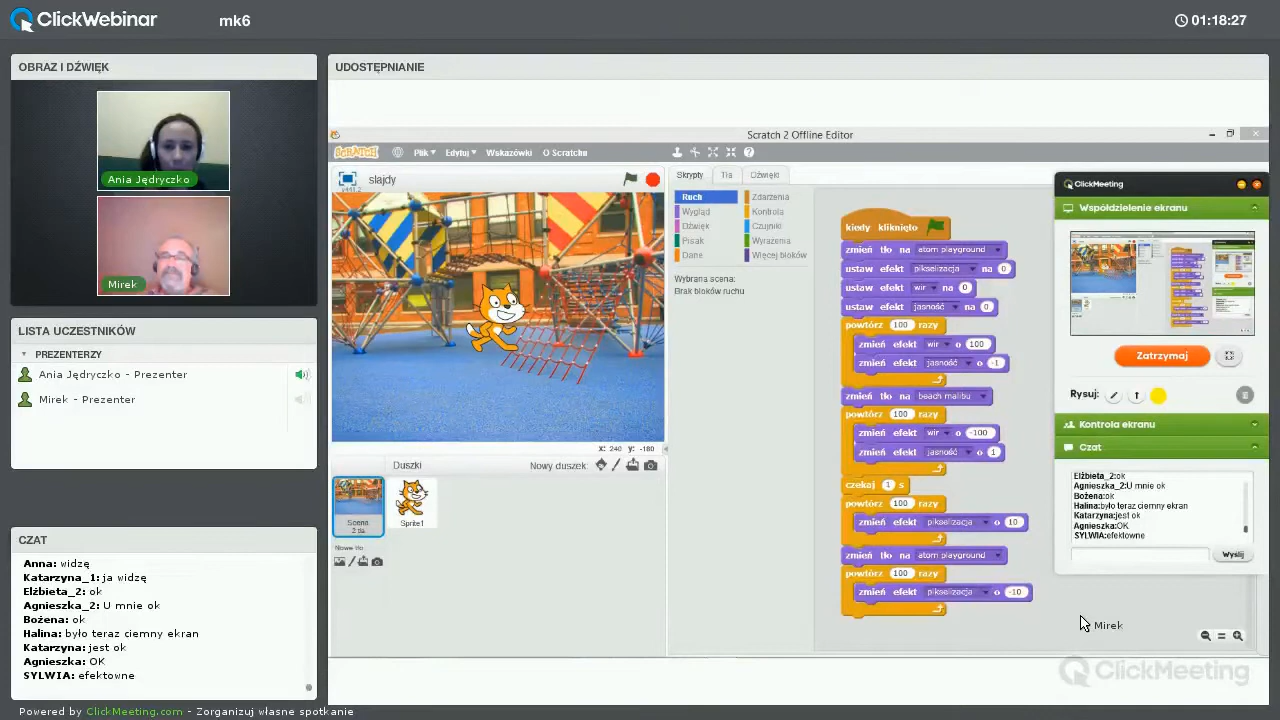 ClickWebinar
mk6
01:18:27
OBRAZ I DŹWIĘK
Ania Jędryczko
Mirek
LISTA UCZESTNIKÓW
PREZENTERZY
Ania Jędryczko - Prezenter
Mirek - Prezenter
CZAT
Anna: widzę
Katarzyna_1: ja widzę
Elżbieta_2: ok
Agnieszka_2: U mnie ok
Bożena: ok
Halina: było teraz ciemny ekran
Katarzyna: jest ok
Agnieszka: OK
SYLWIA: efektowne
UDOSTĘPNIANIE
Scratch 2 Offline Editor
SCRATCH
Plik
Edytuj
Wskazówki
O Scratchu
slajdy
x: 240 y: -180
Duszki
Nowy duszek:
Scena
2 tła
Sprite1
Nowe tło
Skrypty
Tła
Dźwięki
Ruch
Wygląd
Dźwięk
Pisak
Dane
Zdarzenia
Kontrola
Czujniki
Wyrażenia
Więcej bloków
Wybrana scena:
Brak bloków ruchu
kiedy kliknięto
zmień tło na atom playground
ustaw efekt pikselizacja na 0
ustaw efekt wir na 0
ustaw efekt jasność na 0
powtórz 100 razy
zmień efekt wir o 100
zmień efekt jasność o -1
zmień tło na beach malibu
powtórz 100 razy
zmień efekt wir o -100
zmień efekt jasność o 1
czekaj 1 s
powtórz 100 razy
zmień efekt pikselizacja o 10
zmień tło na atom playground
powtórz 100 razy
zmień efekt pikselizacja o -10
ClickMeeting
Współdzielenie ekranu
Zatrzymaj
Rysuj:
Kontrola ekranu
Czat
Elżbieta_2:ok
Agnieszka_2:U mnie ok
Bożena:ok
Halina:było teraz ciemny ekran
Katarzyna:jest ok
Agnieszka:OK
SYLWIA:efektowne
Wyślij
Mirek
ClickMeeting
Powered by ClickMeeting.com - Zorganizuj własne spotkanie